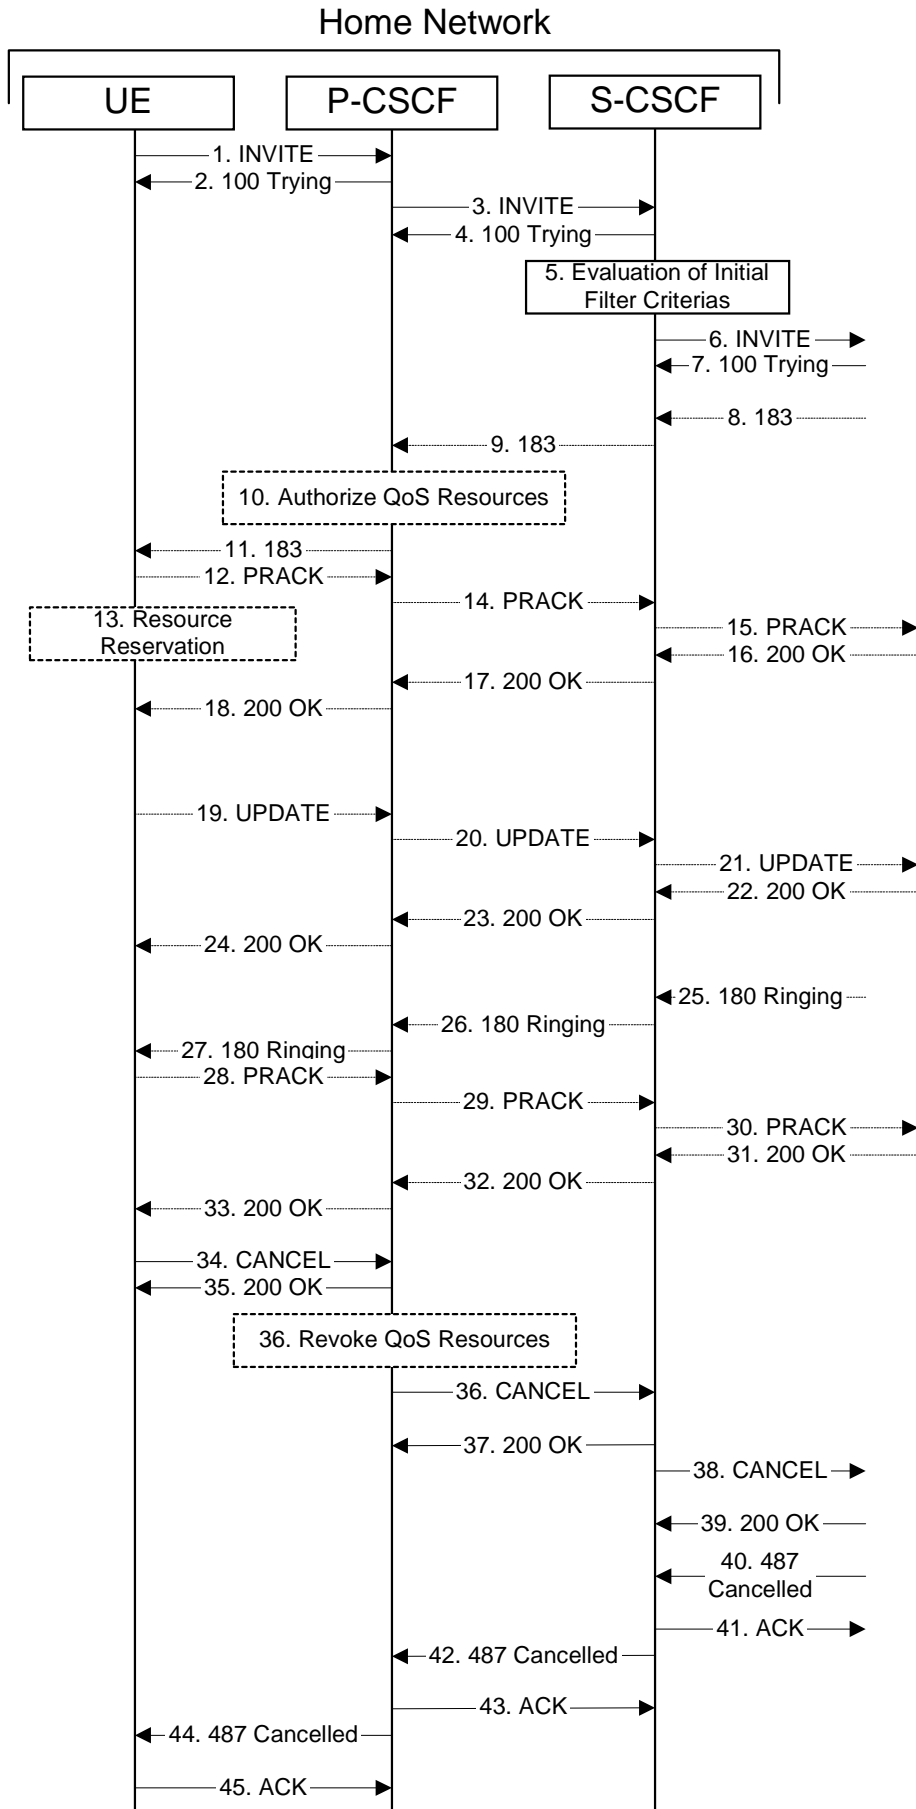 Home Network
UE
P-CSCF
S-CSCF
1. INVITE
2. 100 Trying
3. INVITE
4. 100 Trying
5. Evaluation of Initial
Filter Criterias
6. INVITE
7. 100 Trying
8. 183
9. 183
10. Authorize QoS Resources
11. 183
12. PRACK
14. PRACK
13. Resource
Reservation
15. PRACK
16. 200 OK
17. 200 OK
18. 200 OK
19. UPDATE
20. UPDATE
21. UPDATE
22. 200 OK
23. 200 OK
24. 200 OK
25. 180 Ringing
26. 180 Ringing
27. 180 Ringing
28. PRACK
29. PRACK
30. PRACK
31. 200 OK
32. 200 OK
33. 200 OK
34. CANCEL
35. 200 OK
36. Revoke QoS Resources
36. CANCEL
37. 200 OK
38. CANCEL
39. 200 OK
40. 487
Cancelled
41. ACK
42. 487 Cancelled
43. ACK
44. 487 Cancelled
45. ACK